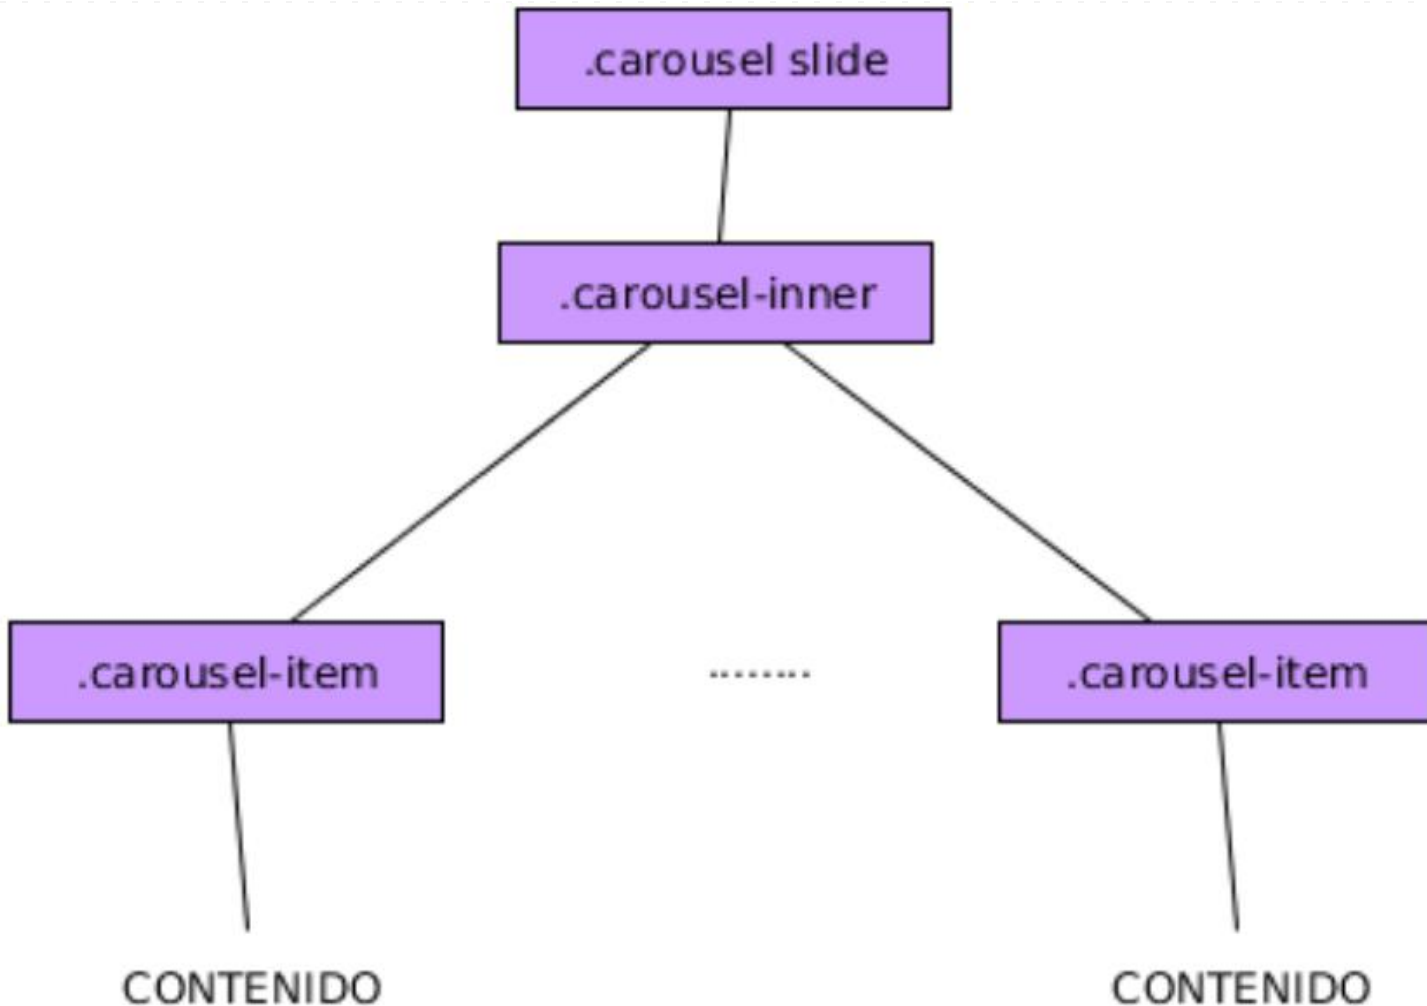 .carousel slide
.carousel-inner
.carousel-item
........
.carousel-item
CONTENIDO
CONTENIDO